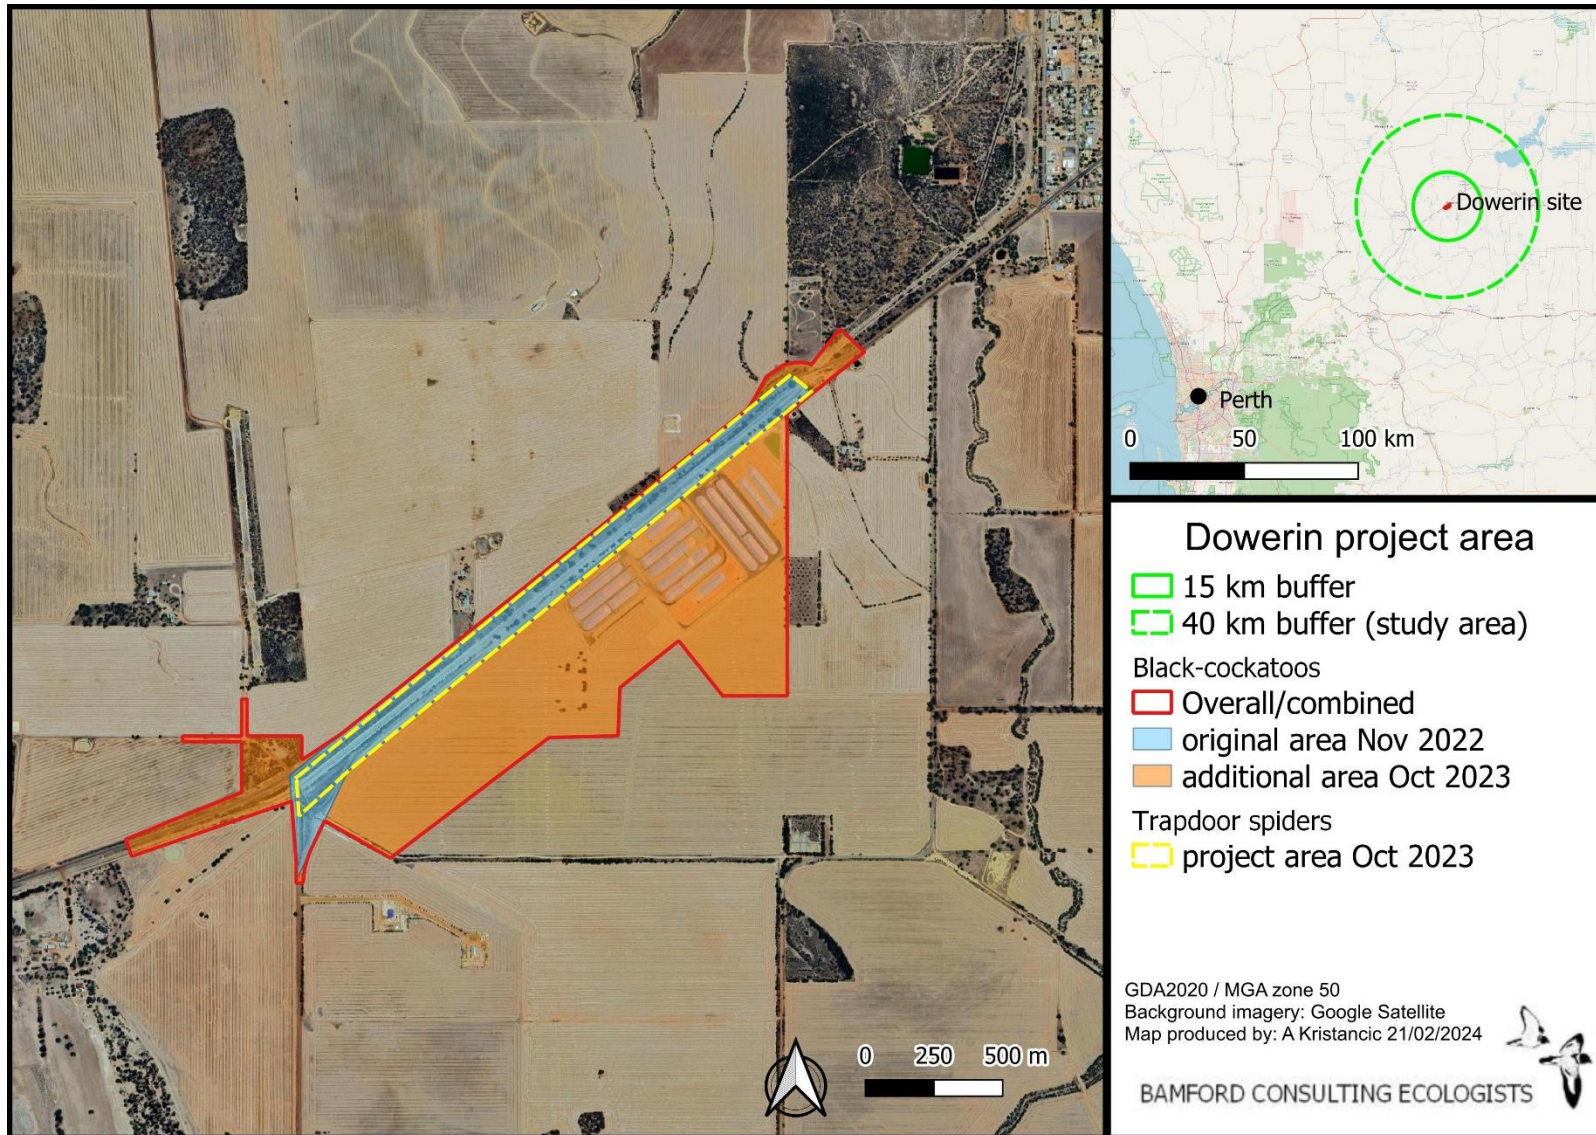 Dowerin site
Perth
0 50 100 km
Dowerin project area
15 km buffer
40 km buffer (study area)
Black-cockatoos
Overall/combined
original area Nov 2022
additional area Oct 2023
Trapdoor spiders
project area Oct 2023
GDA2020 / MGA zone 50
Background imagery: Google Satellite
Map produced by: A Kristancic 21/02/2024
BAMFORD CONSULTING ECOLOGISTS
0 250 500 m